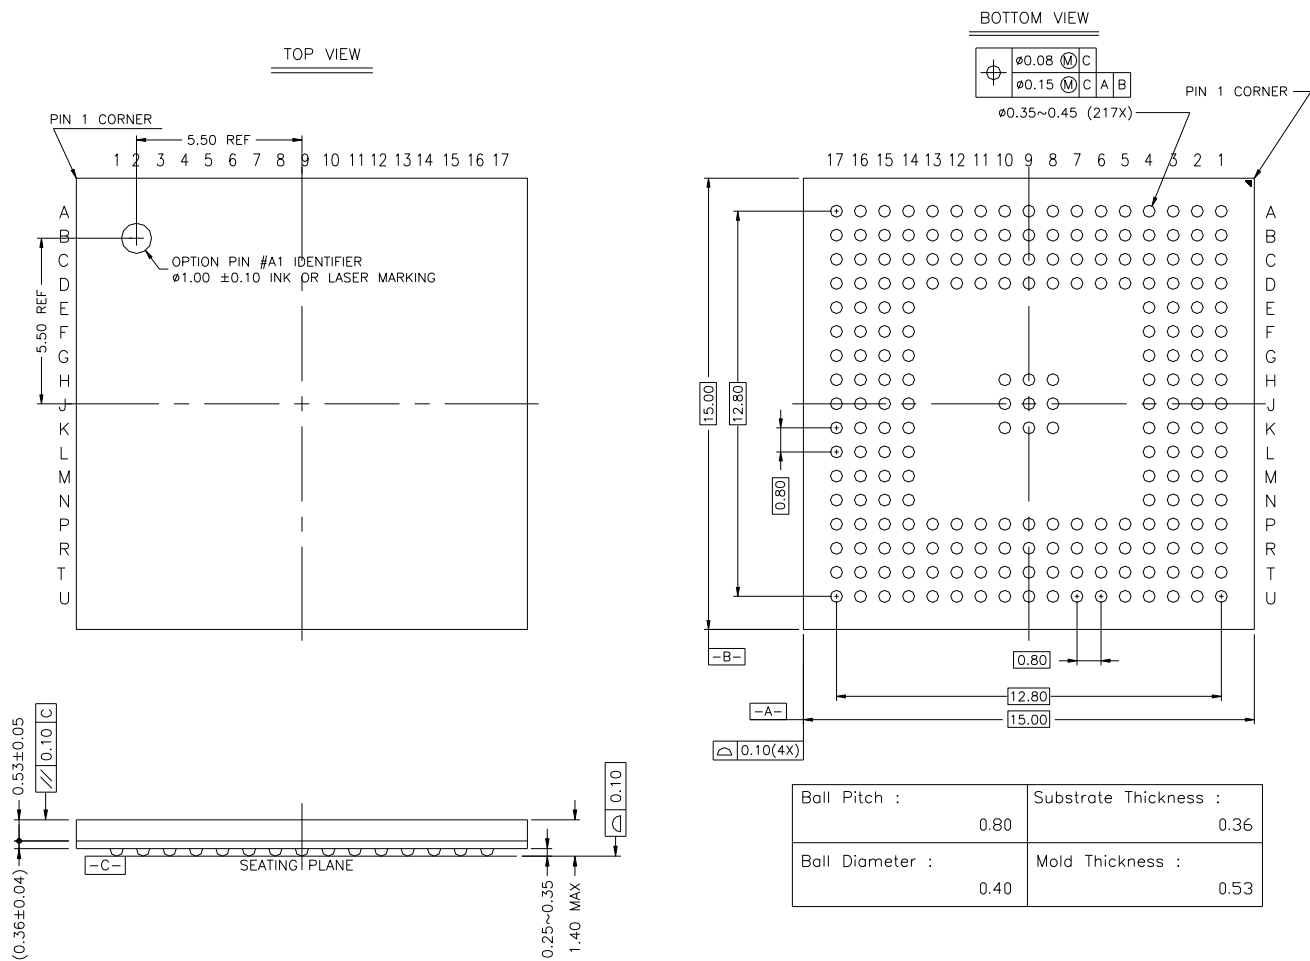 TOP VIEW
PIN 1 CORNER
5.50 REF
1 2 3 4 5 6 7 8 9 10 11 12 13 14 15 16 17
A
B
C
D
E
F
G
H
J
K
L
M
N
P
R
T
U
OPTION PIN #A1 IDENTIFIER
ø1.00 ±0.10 INK OR LASER MARKING
5.50 REF
BOTTOM VIEW
ø0.08 Ⓜ C
ø0.15 Ⓜ C A B
ø0.35~0.45 (217X)
PIN 1 CORNER
17 16 15 14 13 12 11 10 9 8 7 6 5 4 3 2 1
A
B
C
D
E
F
G
H
J
K
L
M
N
P
R
T
U
15.00
12.80
0.80
-B-
0.80
12.80
-A-
15.00
0.10(4X)
0.53±0.05
// 0.10 C
(0.36±0.04)
-C-
SEATING PLANE
0.25~0.35
1.40 MAX
0.10
Ball Pitch :
0.80
Substrate Thickness :
0.36
Ball Diameter :
0.40
Mold Thickness :
0.53